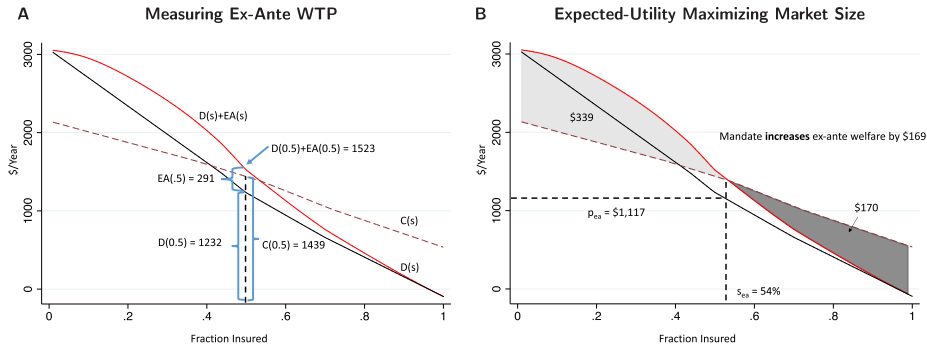 A
Measuring Ex-Ante WTP
$/Year
3000
2000
1000
0
D(s)+EA(s)
D(0.5)+EA(0.5) = 1523
EA(.5) = 291
D(0.5) = 1232
C(0.5) = 1439
C(s)
D(s)
0
.2
.4
.6
.8
1
Fraction Insured
B
Expected-Utility Maximizing Market Size
$/Year
3000
2000
1000
0
$339
Mandate increases ex-ante welfare by $169
pea = $1,117
$170
sea = 54%
0
.2
.4
.6
.8
1
Fraction Insured